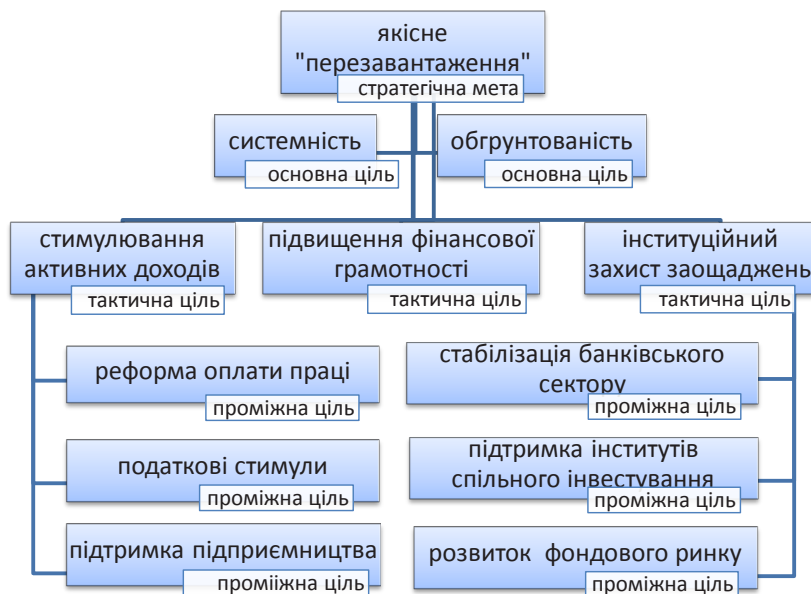 якісне
"перезавантаження"
стратегічна мета
системність
основна ціль
обгрунтованість
основна ціль
стимулювання
активних доходів
тактична ціль
підвищення фінансової
грамотності
тактична ціль
інституційний
захист заощаджень
тактична ціль
реформа оплати праці
проміжна ціль
податкові стимули
проміжна ціль
підтримка підприємництва
проміііжна ціль
стабілізація банківського
сектору
проміжна ціль
підтримка інститутів
спільного інвестування
проміжна ціль
розвиток фондового ринку
проміжна ціль